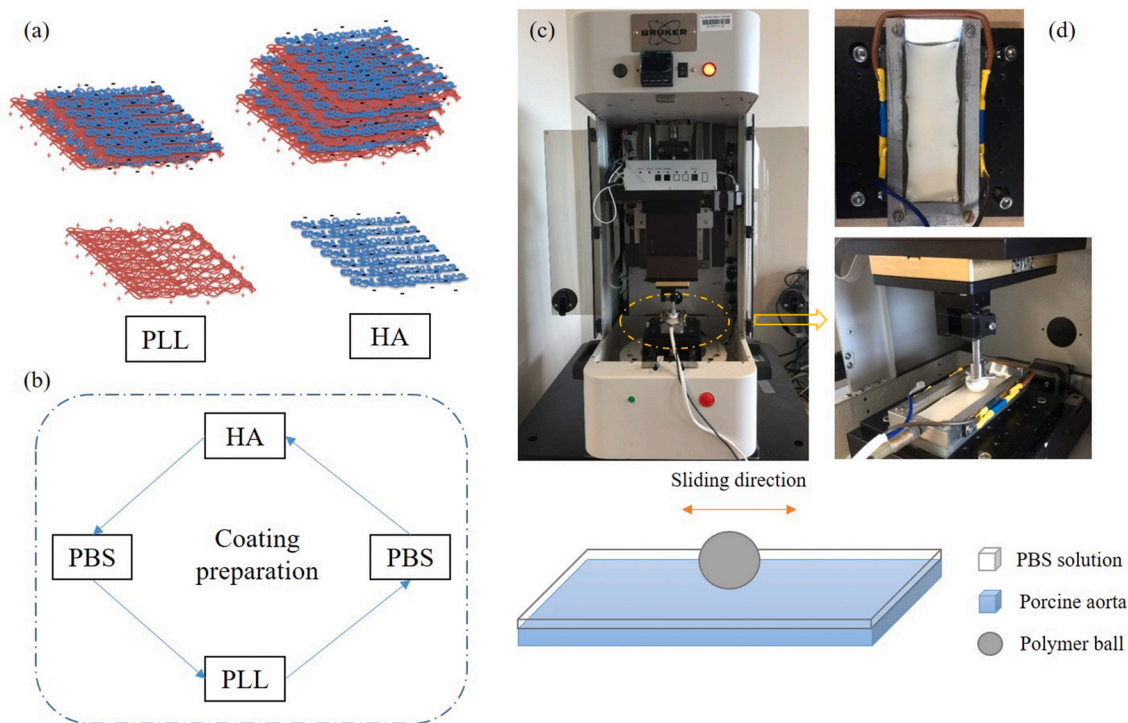 (a)
PLL
HA
(b)
HA
PBS
Coating
preparation
PBS
PLL
(c)
BRUKER
(d)
Sliding direction
PBS solution
Porcine aorta
Polymer ball